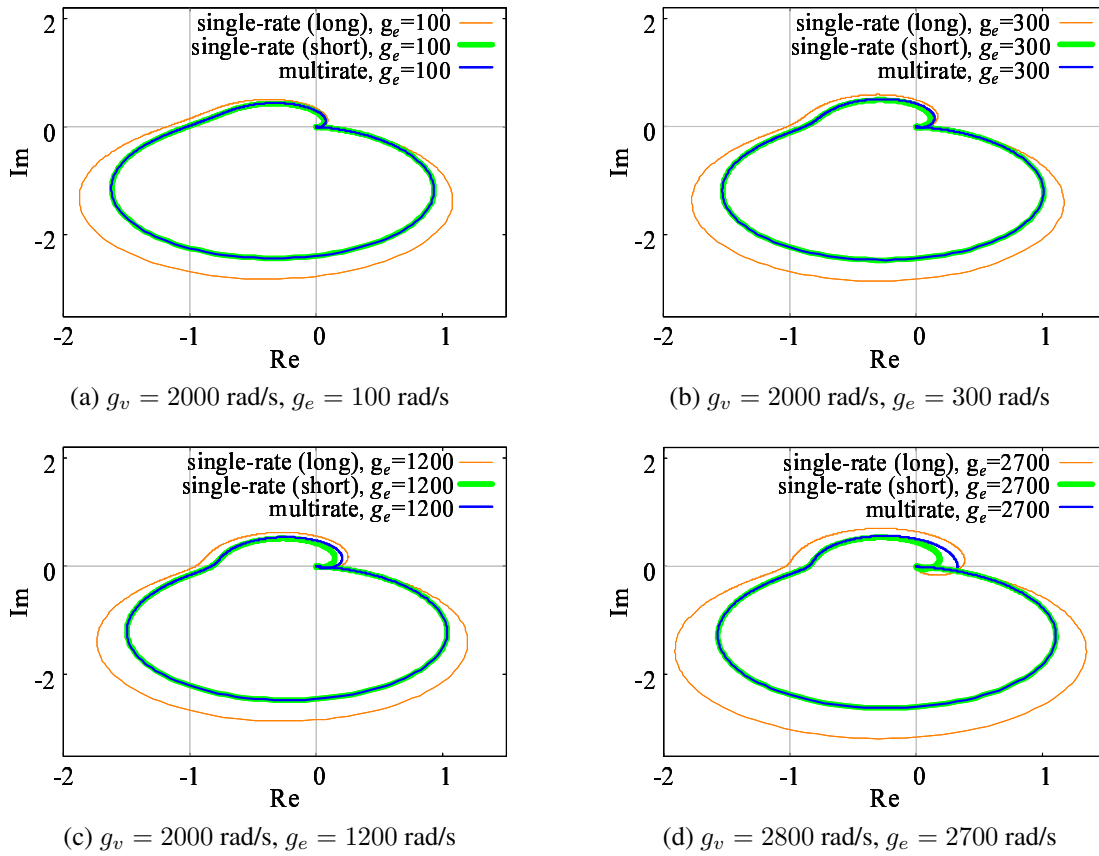 single-rate (long), g_e=100
single-rate (short), g_e=100
multirate, g_e=100
2
0
-2
Im
-2 -1 0 1
Re
(a) g_v = 2000 rad/s, g_e = 100 rad/s
single-rate (long), g_e=300
single-rate (short), g_e=300
multirate, g_e=300
2
0
-2
Im
-2 -1 0 1
Re
(b) g_v = 2000 rad/s, g_e = 300 rad/s
single-rate (long), g_e=1200
single-rate (short), g_e=1200
multirate, g_e=1200
2
0
-2
Im
-2 -1 0 1
Re
(c) g_v = 2000 rad/s, g_e = 1200 rad/s
single-rate (long), g_e=2700
single-rate (short), g_e=2700
multirate, g_e=2700
2
0
-2
Im
-2 -1 0 1
Re
(d) g_v = 2800 rad/s, g_e = 2700 rad/s